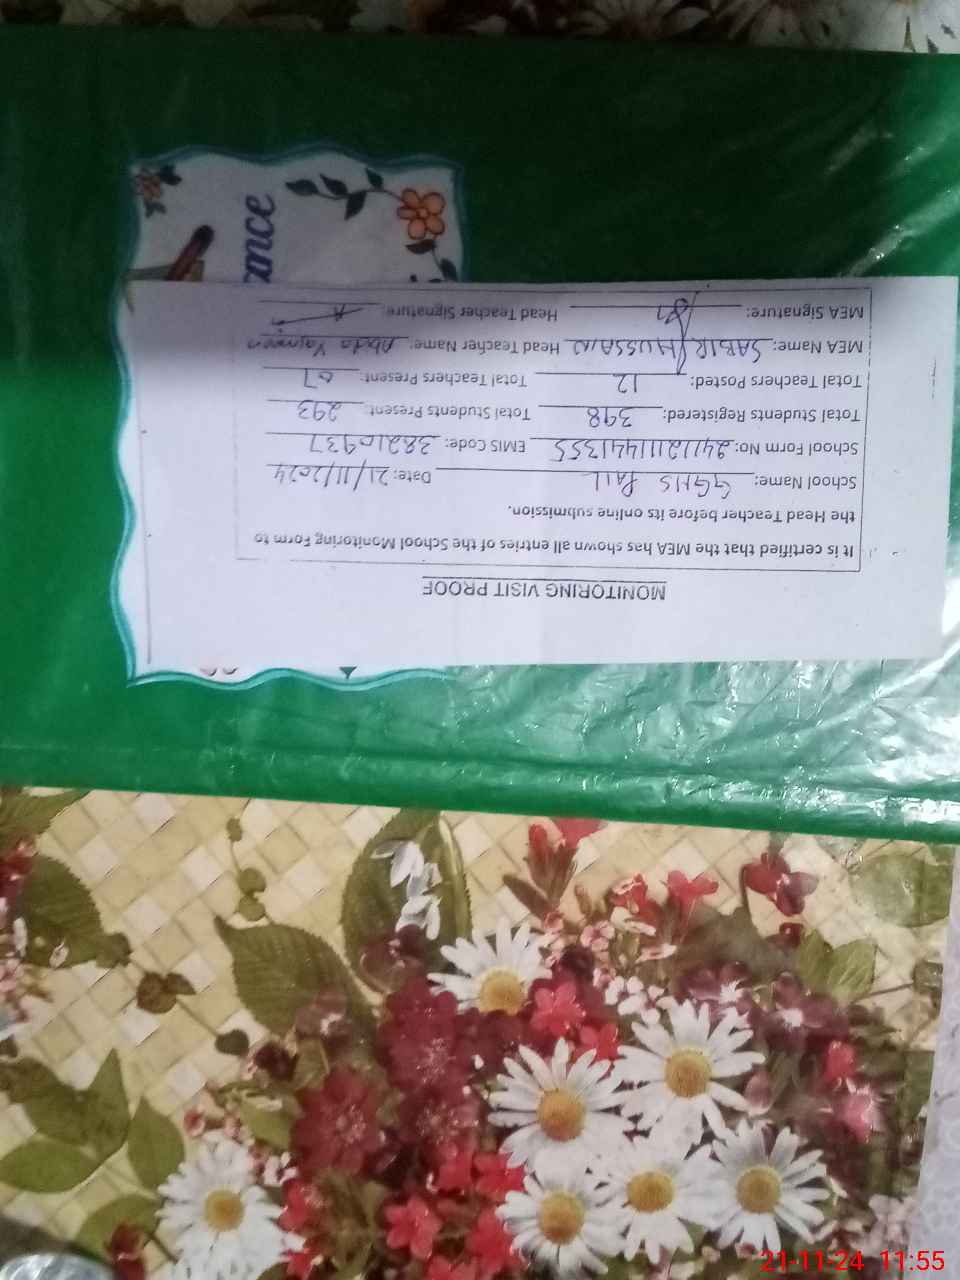 MONITORING VISIT PROOF
It is certified that the MEA has shown all entries of the School Monitoring Form to
the Head Teacher before its online submission.
School Name: GGHS PAIL Date: 21/11/2024
School Form No: EMIS Code: 38210937
Total Students Registered: 398 Total Students Present: 293
Total Teachers Posted: 12 Total Teachers Present: 07
MEA Name: SABIR HUSSAIN Head Teacher Name: Abida Yasmeen
MEA Signature: Head Teacher Signature:
ance
21-11-24 11:55